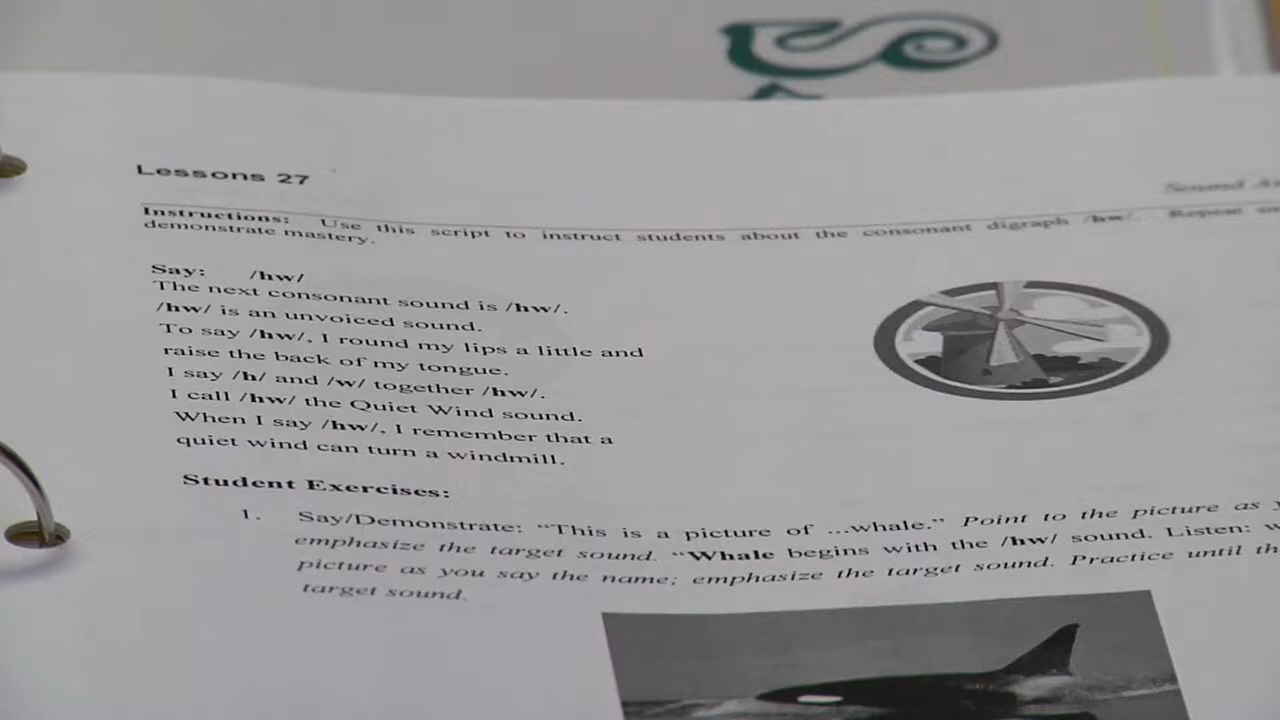 Lessons 27
Sound
Instructions: Use this script to instruct students about the consonant digraph /hw/. Repeat
demonstrate mastery.
Say: /hw/
The next consonant sound is /hw/.
/hw/ is an unvoiced sound.
To say /hw/, I round my lips a little and
raise the back of my tongue.
I say /h/ and /w/ together /hw/.
I call /hw/ the Quiet Wind sound.
When I say /hw/, I remember that a
quiet wind can turn a windmill.
Student Exercises:
1. Say/Demonstrate: “This is a picture of ...whale.” Point to the picture as
emphasize the target sound. “Whale begins with the /hw/ sound. Listen:
picture as you say the name; emphasize the target sound. Practice until
target sound.